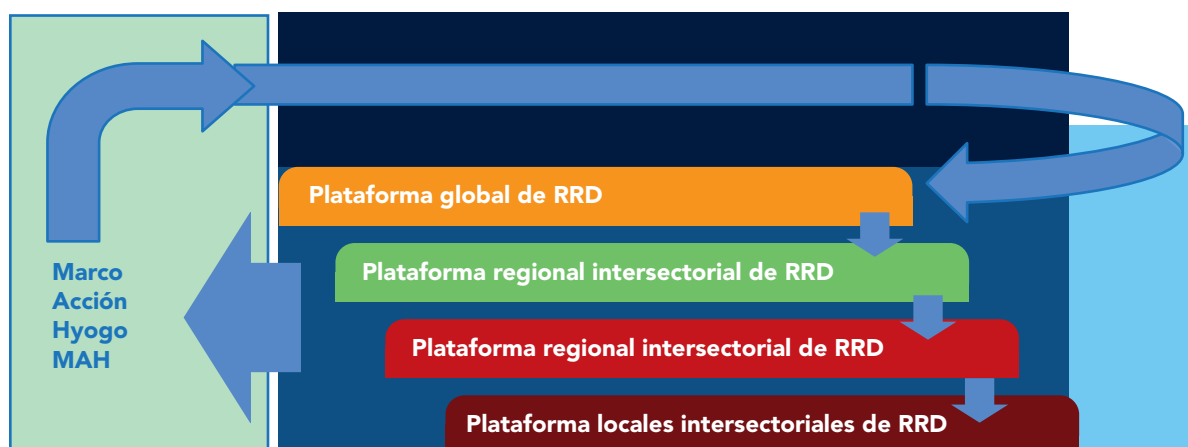 Plataforma global de RRD
Plataforma regional intersectorial de RRD
Plataforma regional intersectorial de RRD
Plataforma locales intersectoriales de RRD
Marco
Acción
Hyogo
MAH